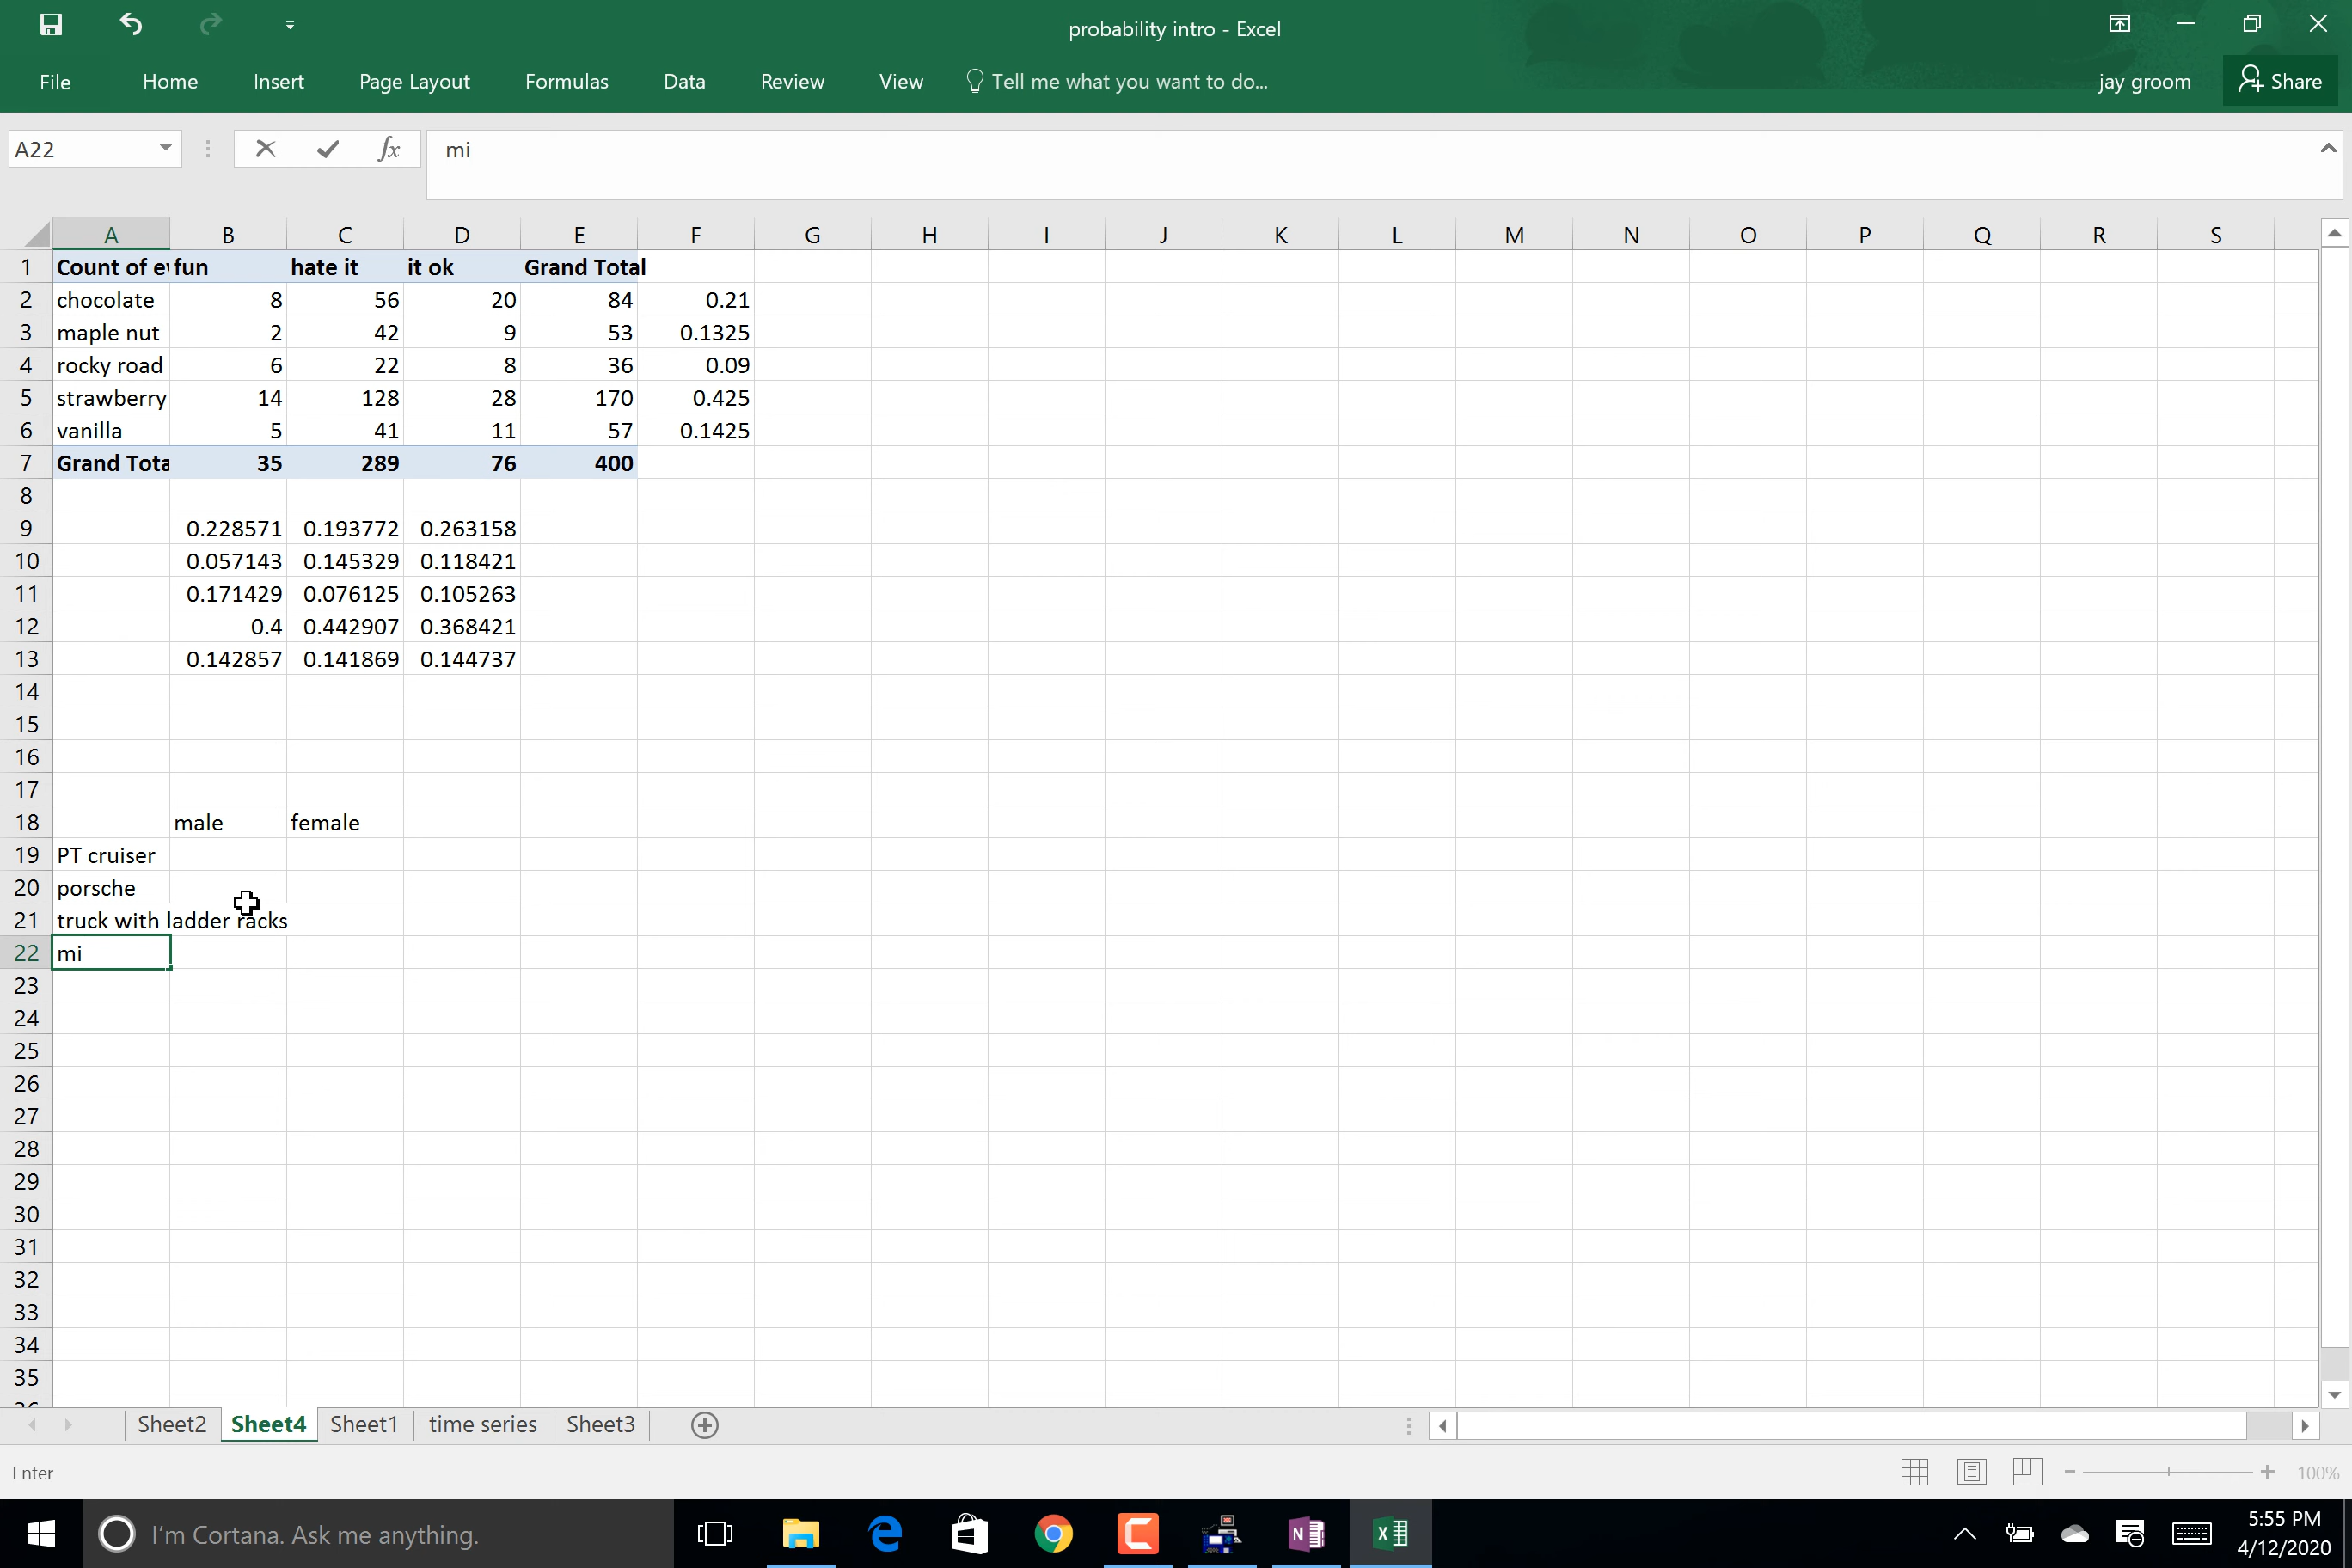 probability intro - Excel
File Home Insert Page Layout Formulas Data Review View Tell me what you want to do... jay groom Share
A22 fx mi
A B C D E F G H I J K L M N O P Q R S
1 Count of ev fun hate it it ok Grand Total
2 chocolate 8 56 20 84 0.21
3 maple nut 2 42 9 53 0.1325
4 rocky road 6 22 8 36 0.09
5 strawberry 14 128 28 170 0.425
6 vanilla 5 41 11 57 0.1425
7 Grand Tota 35 289 76 400
8
9 0.228571 0.193772 0.263158
10 0.057143 0.145329 0.118421
11 0.171429 0.076125 0.105263
12 0.4 0.442907 0.368421
13 0.142857 0.141869 0.144737
14
15
16
17
18 male female
19 PT cruiser
20 porsche
21 truck with ladder racks
22 mi
23
24
25
26
27
28
29
30
31
32
33
34
35
Sheet2 Sheet4 Sheet1 time series Sheet3
Enter 100%
I'm Cortana. Ask me anything. 5:55 PM
4/12/2020